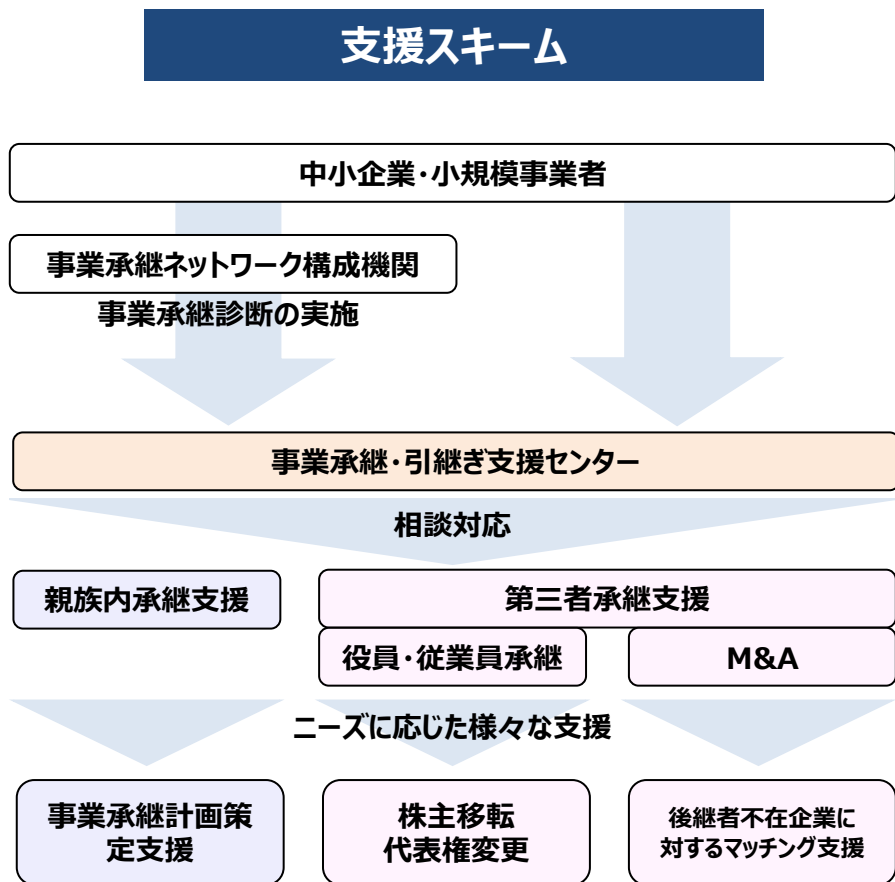 支援スキーム
中小企業・小規模事業者
事業承継ネットワーク構成機関
事業承継診断の実施
事業承継・引継ぎ支援センター
相談対応
親族内承継支援
第三者承継支援
役員・従業員承継
M&A
ニーズに応じた様々な支援
事業承継計画策
定支援
株主移転
代表権変更
後継者不在企業に
対するマッチング支援